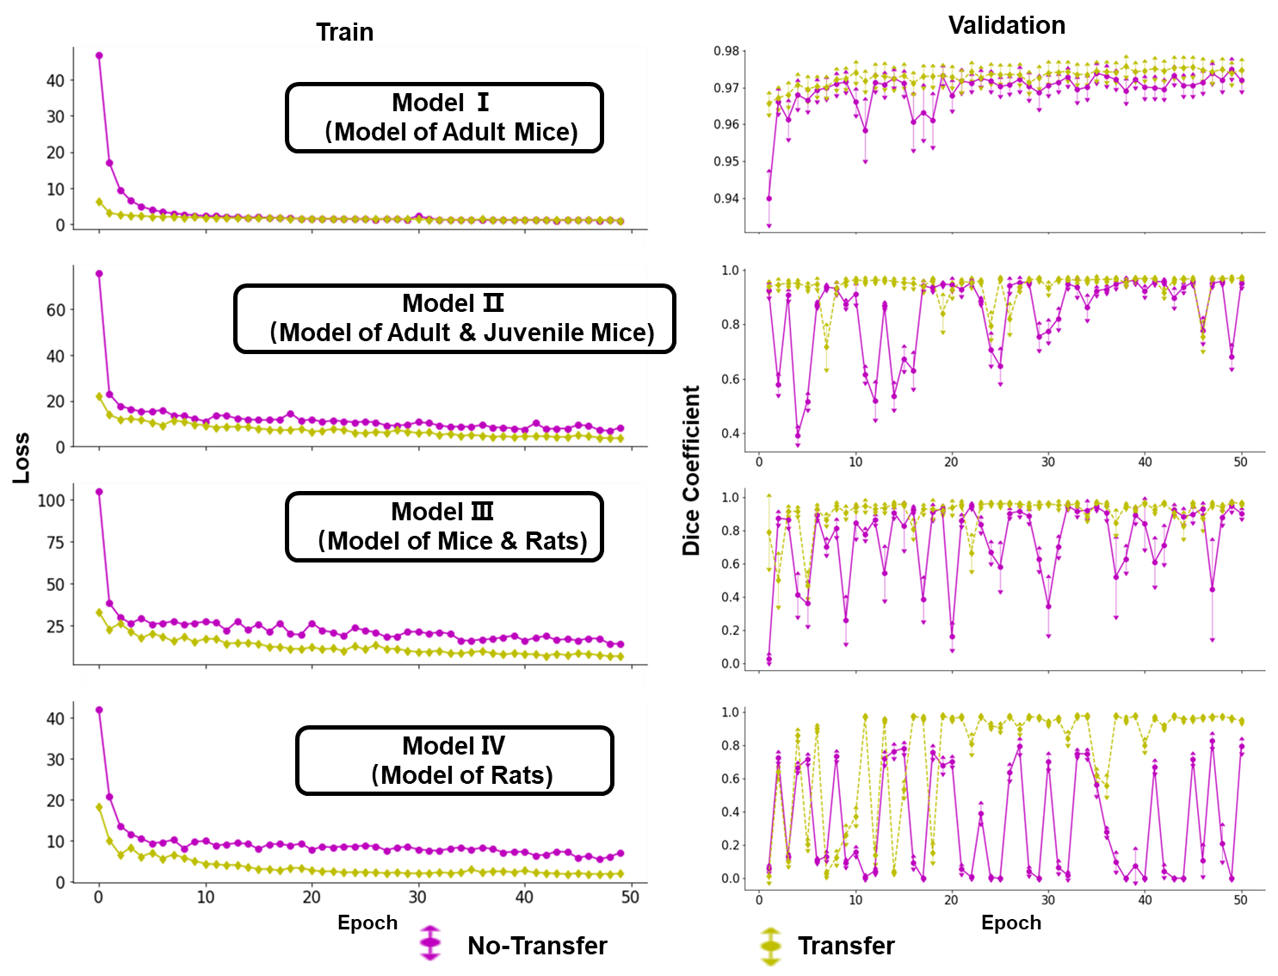 Train
Validation
Loss
40
30
20
10
0
Model Ⅰ
(Model of Adult Mice)
0.98
0.97
0.96
0.95
0.94
60
40
20
0
Model Ⅱ
(Model of Adult & Juvenile Mice)
Dice Coefficient
1.0
0.8
0.6
0.4
0 10 20 30 40 50
100
75
50
25
Model Ⅲ
(Model of Mice & Rats)
1.0
0.8
0.6
0.4
0.2
0.0
40
30
20
10
0
Model Ⅳ
(Model of Rats)
0 10 20 30 40 50
Epoch
1.0
0.8
0.6
0.4
0.2
0.0
0 10 20 30 40 50
Epoch
No-Transfer
Transfer